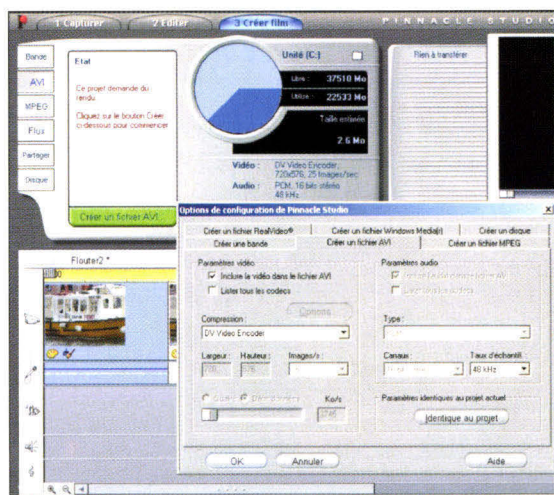 1 Capturer
2 Editer
3 Créer film
PINNACLE STUDIO
Bande
AVI
MPEG
Flux
Partager
Disque
Etat
Ce projet demande du
rendu.
Cliquez sur le bouton Créer
ci-dessous pour commencer
Créer un fichier AVI...
Unité (C:)
Libre : 37510 Mo
Utilisé : 22533 Mo
Taille estimée
2.6 Mo
Vidéo : DV Video Encoder,
720x576, 25 Images/sec
Audio : PCM, 16 bits stéréo
48 kHz
Rien à transférer
Options de configuration de Pinnacle Studio
Créer un fichier RealVideo®
Créer un fichier Windows Media(r)
Créer un disque
Créer une bande
Créer un fichier AVI
Créer un fichier MPEG
Paramètres vidéo
Inclure la vidéo dans le fichier AVI
Lister tous les codecs
Options
Compression :
DV Video Encoder
Largeur : Hauteur : Images/s :
720 576
Ko/s
Paramètres audio
Type :
Canaux : Taux d'échantill.
48 kHz
Paramètres identiques au projet actuel
Identique au projet
OK
Annuler
Aide
Flouter2 *